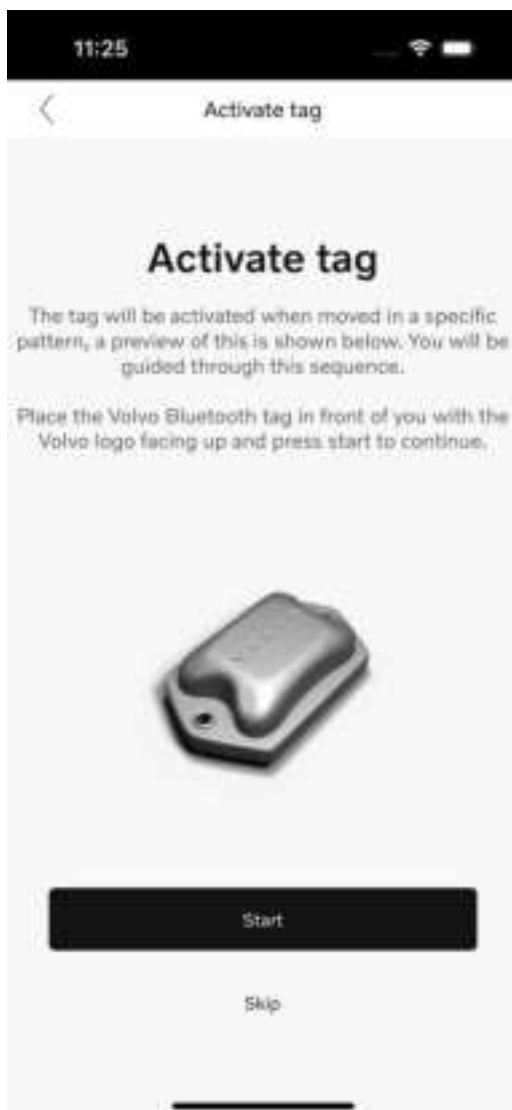 11:25
Activate tag
Activate tag
The tag will be activated when moved in a specific
pattern, a preview of this is shown below. You will be
guided through this sequence.
Place the Volvo Bluetooth tag in front of you with the
Volvo logo facing up and press start to continue.
Start
Skip